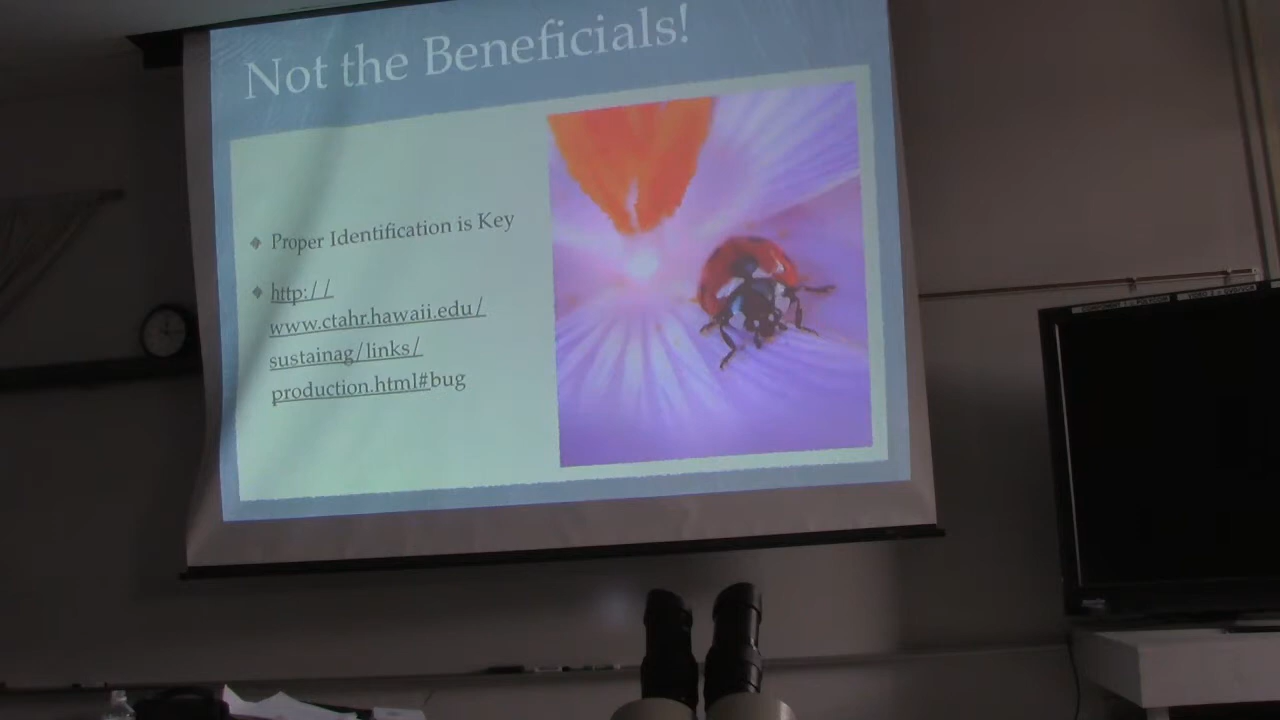 Not the Beneficials!
Proper Identification is Key
http://
www.ctahr.hawaii.edu/
sustainag/links/
production.html#bug